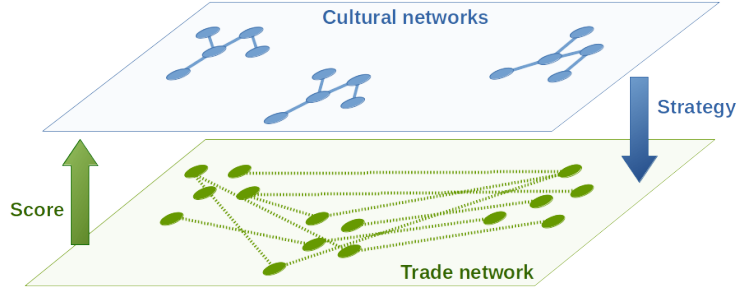 Cultural networks
Strategy
Score
Trade network